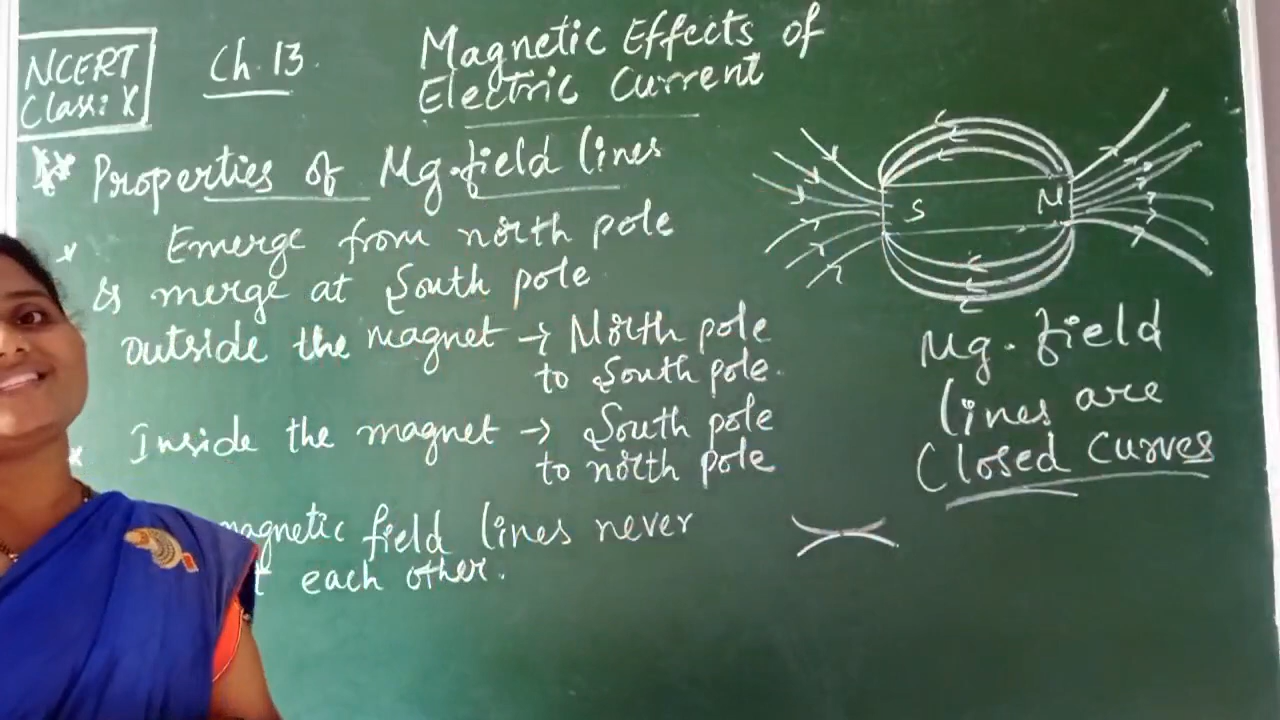 NCERT
Class: X
Ch. 13.
Magnetic Effects of
Electric Current
** Properties of Mg. field lines
* Emerge from north pole
& merge at South pole
outside the magnet → North pole
to South pole.
* Inside the magnet → South pole
to north pole
magnetic field lines never
each other.
S
N
Mg. field
lines are
Closed curves